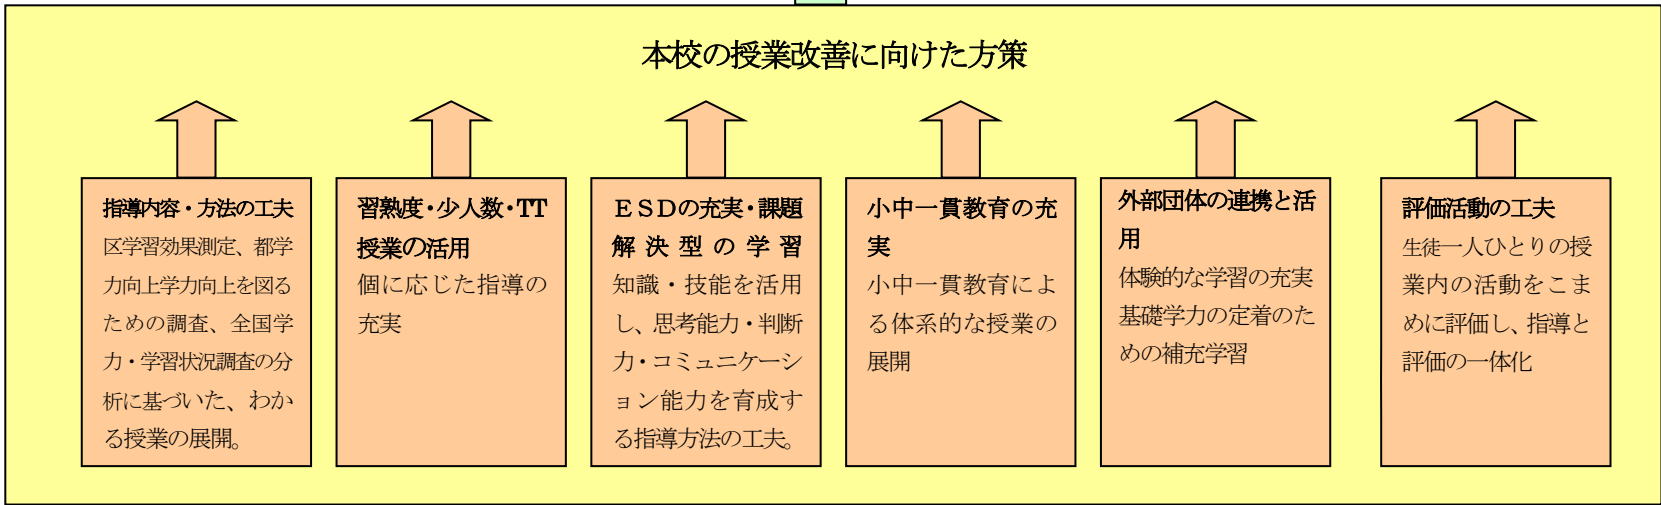 本校の授業改善に向けた方策
指導内容・方法の工夫
区学習効果測定、都学
力向上学力向上を図る
ための調査、全国学
力・学習状況調査の分
析に基づいた、わか
る授業の展開。
習熟度・少人数・TT
授業の活用
個に応じた指導の
充実
ＥＳＤの充実・課題
解決型の学習
知識・技能を活用
し、思考能力・判断
力・コミュニケーシ
ョン能力を育成す
る指導方法の工夫。
小中一貫教育の充
実
小中一貫教育によ
る体系的な授業の
展開
外部団体の連携と活
用
体験的な学習の充実
基礎学力の定着のた
めの補充学習
評価活動の工夫
生徒一人ひとりの授
業内の活動をこま
めに評価し、指導と
評価の一体化